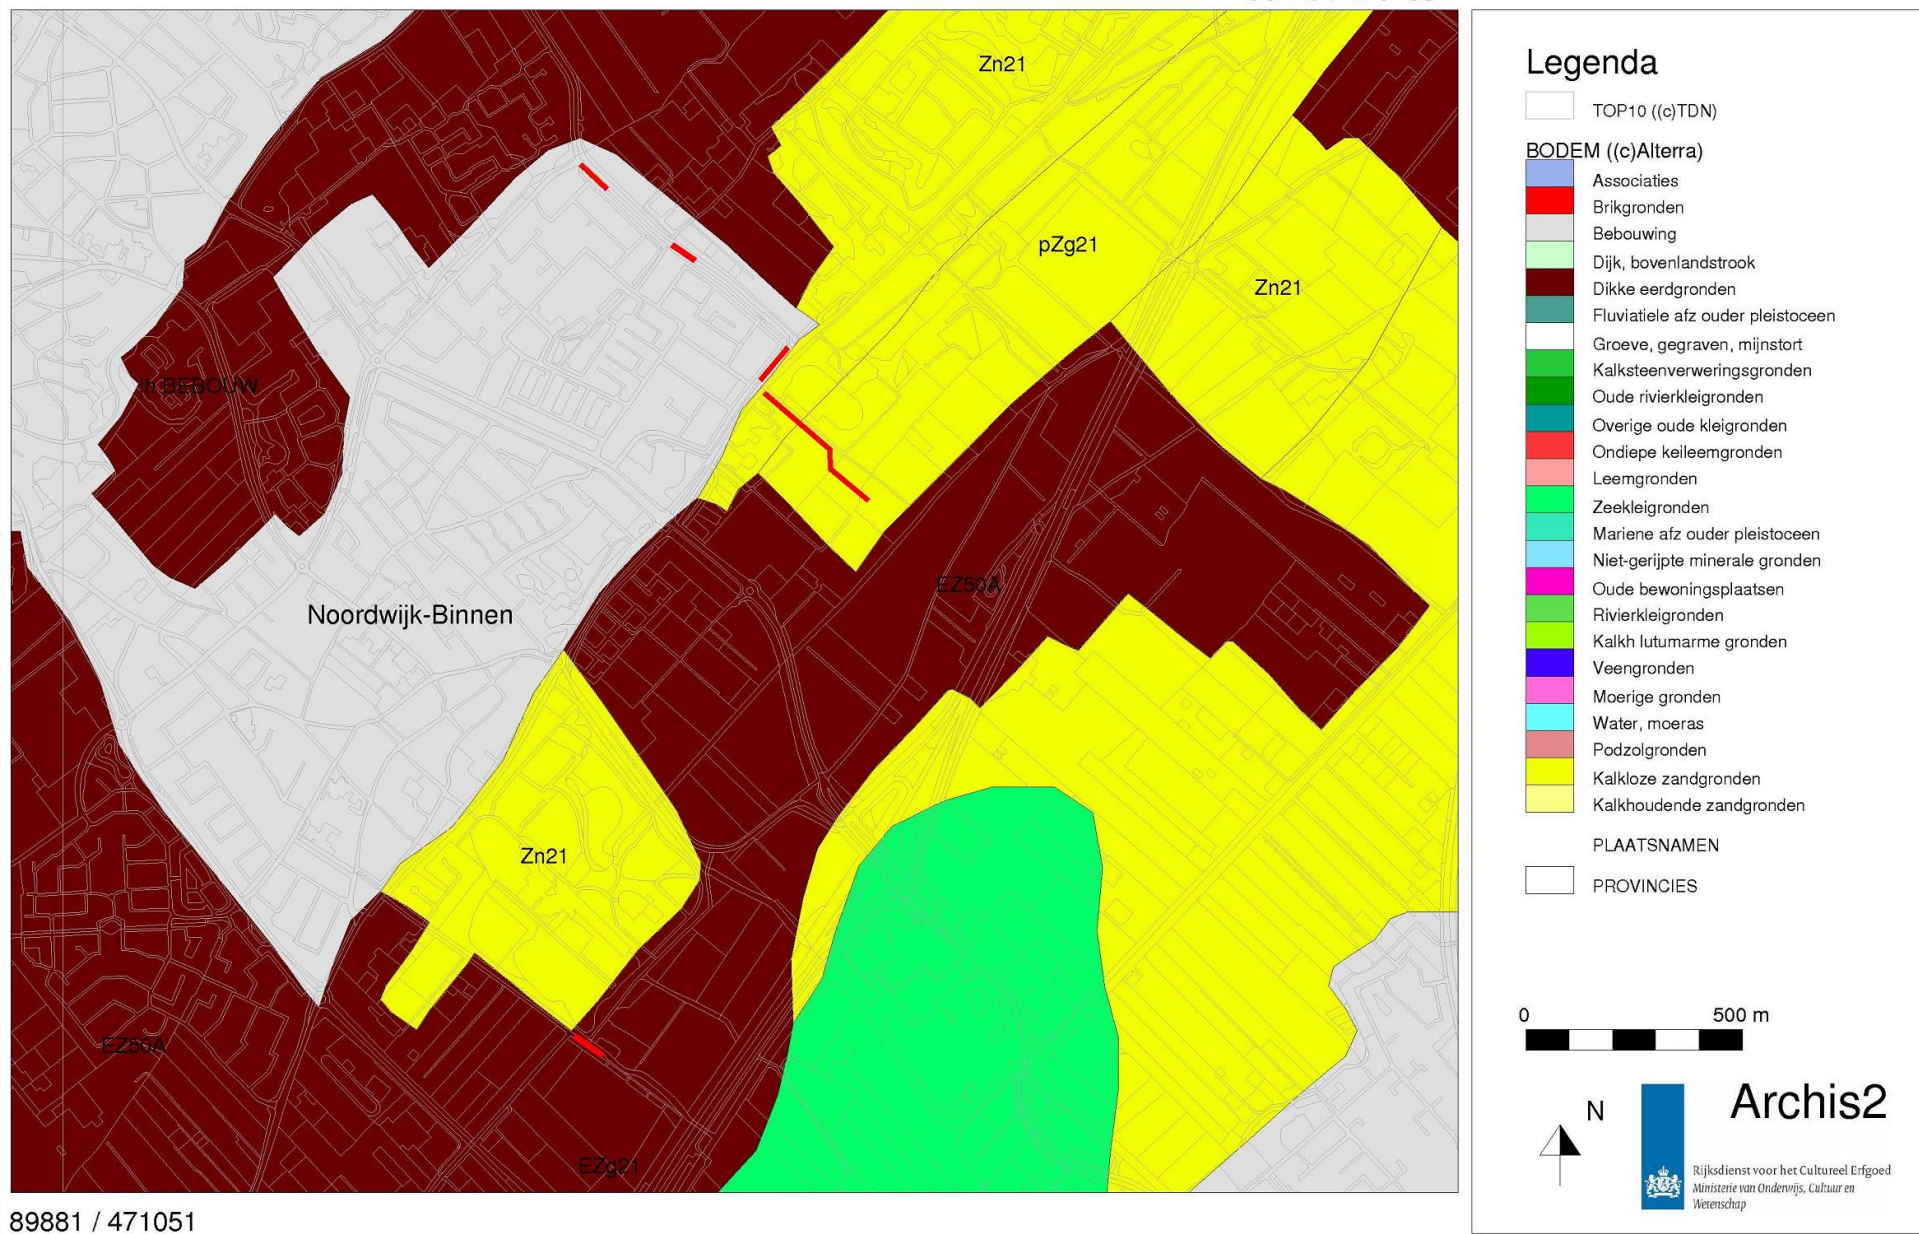 Zn21
pZg21
Zn21
h BEBOUW
EZ50A
Noordwijk-Binnen
Zn21
EZ50A
EZg21
89881 / 471051
Legenda
TOP10 ((c)TDN)
BODEM ((c)Alterra)
Associaties
Brikgronden
Bebouwing
Dijk, bovenlandstrook
Dikke eerdgronden
Fluviatiele afz ouder pleistoceen
Groeve, gegraven, mijnstort
Kalksteenverweringsgronden
Oude rivierkleigronden
Overige oude kleigronden
Ondiepe keileemgronden
Leemgronden
Zeekleigronden
Mariene afz ouder pleistoceen
Niet-gerijpte minerale gronden
Oude bewoningsplaatsen
Rivierkleigronden
Kalkh lutumarme gronden
Veengronden
Moerige gronden
Water, moeras
Podzolgronden
Kalkloze zandgronden
Kalkhoudende zandgronden
PLAATSNAMEN
PROVINCIES
0 500 m
N
Archis2
Rijksdienst voor het Cultureel Erfgoed
Ministerie van Onderwijs, Cultuur en
Wetenschap